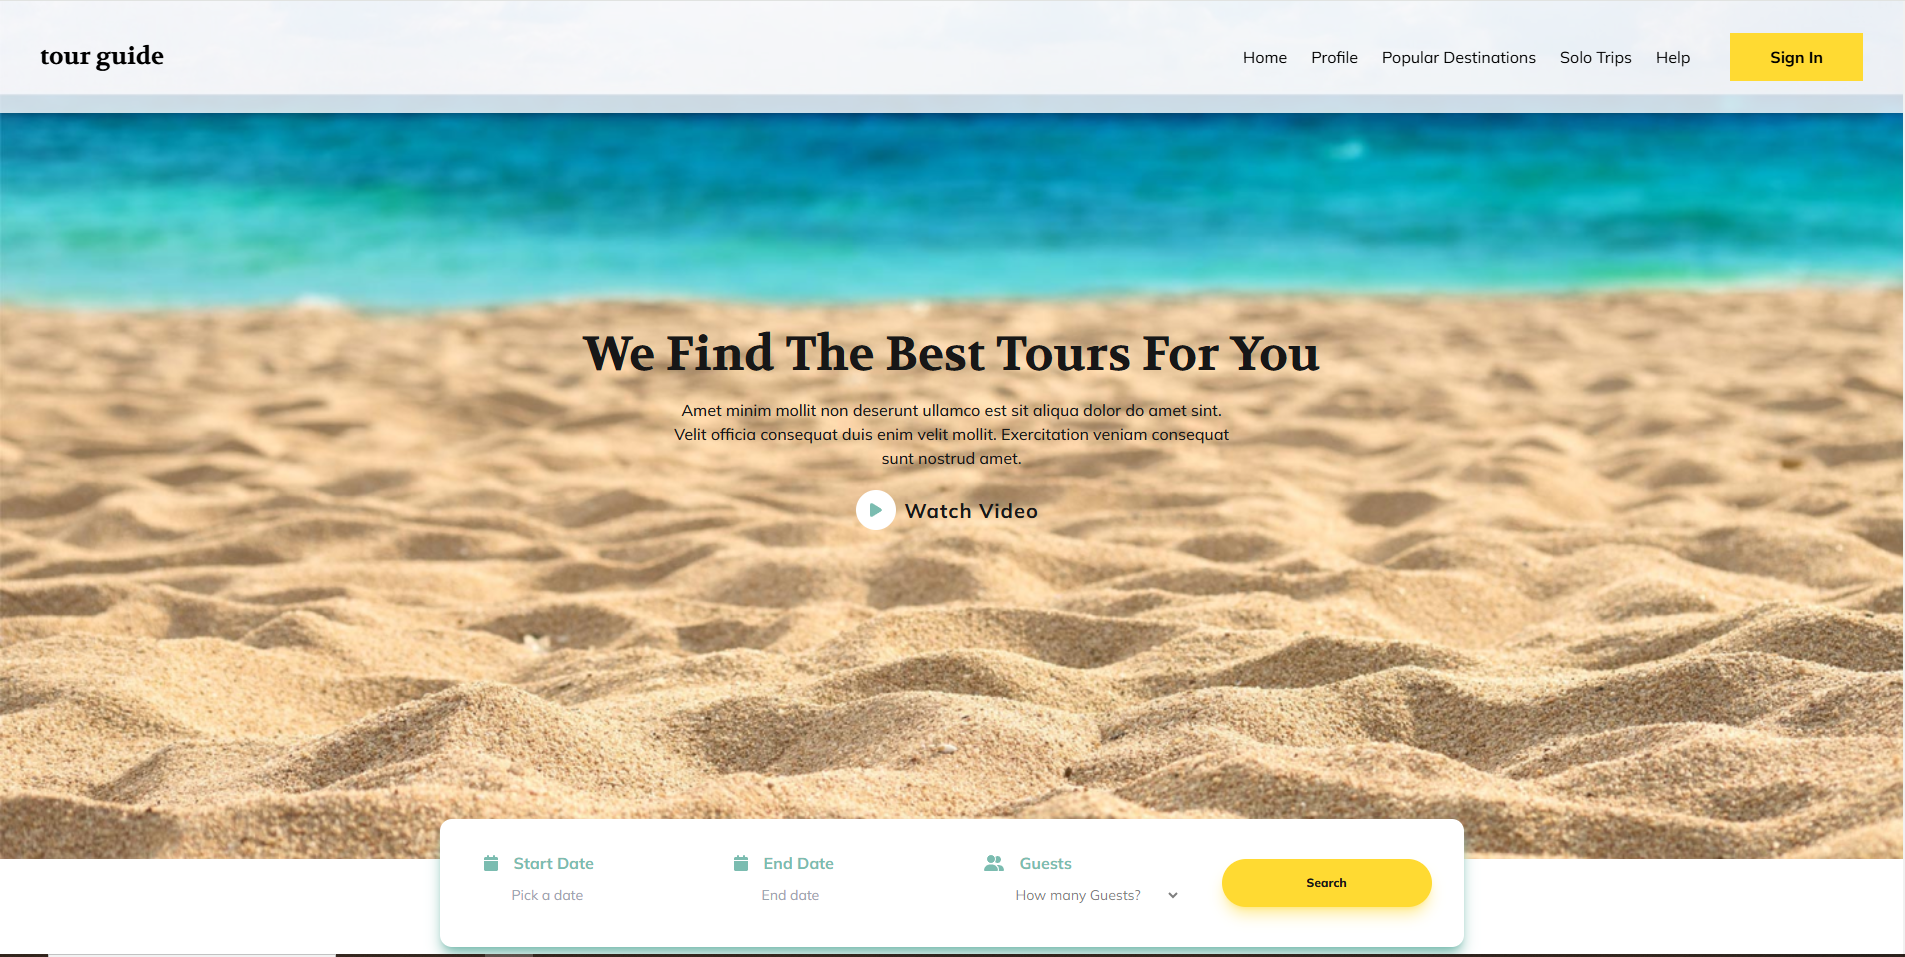 tour guide
Home Profile Popular Destinations Solo Trips Help Sign In
We Find The Best Tours For You
Amet minim mollit non deserunt ullamco est sit aliqua dolor do amet sint.
Velit officia consequat duis enim velit mollit. Exercitation veniam consequat
sunt nostrud amet.
Watch Video
Start Date
Pick a date
End Date
End date
Guests
How many Guests?
Search